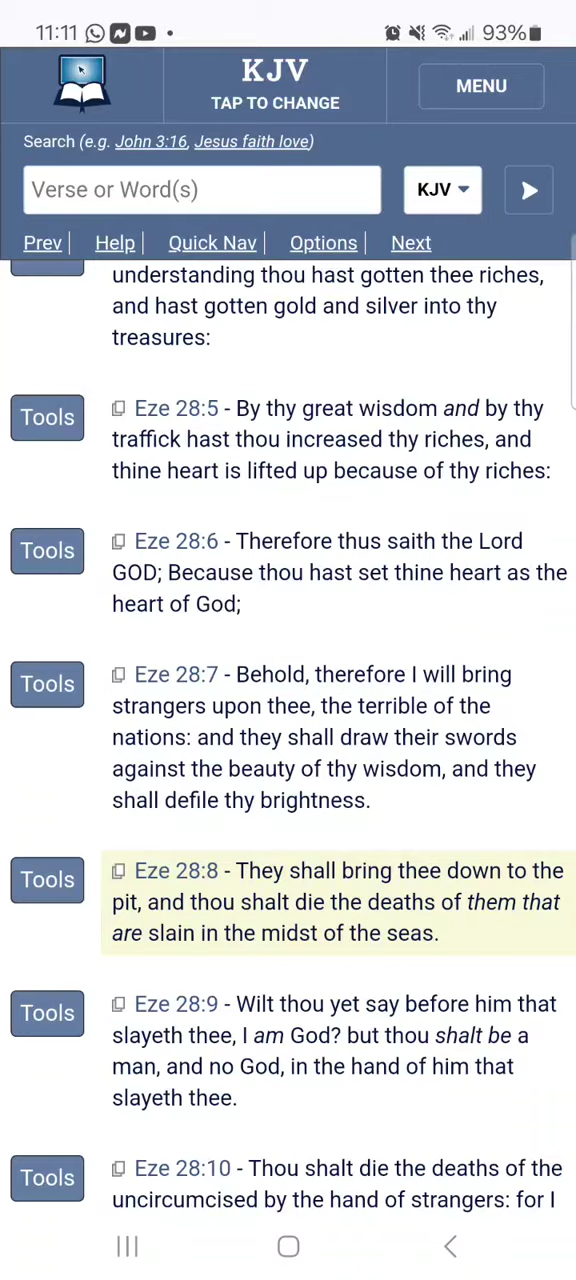 11:11 93%
KJV
TAP TO CHANGE
MENU
Search (e.g. John 3:16, Jesus faith love)
Verse or Word(s)
KJV
Prev| Help| Quick Nav| Options| Next
understanding thou hast gotten thee riches,
and hast gotten gold and silver into thy
treasures:
Tools
Eze 28:5 - By thy great wisdom and by thy
traffick hast thou increased thy riches, and
thine heart is lifted up because of thy riches:
Tools
Eze 28:6 - Therefore thus saith the Lord
GOD; Because thou hast set thine heart as the
heart of God;
Tools
Eze 28:7 - Behold, therefore I will bring
strangers upon thee, the terrible of the
nations: and they shall draw their swords
against the beauty of thy wisdom, and they
shall defile thy brightness.
Tools
Eze 28:8 - They shall bring thee down to the
pit, and thou shalt die the deaths of them that
are slain in the midst of the seas.
Tools
Eze 28:9 - Wilt thou yet say before him that
slayeth thee, I am God? but thou shalt be a
man, and no God, in the hand of him that
slayeth thee.
Tools
Eze 28:10 - Thou shalt die the deaths of the
uncircumcised by the hand of strangers: for I